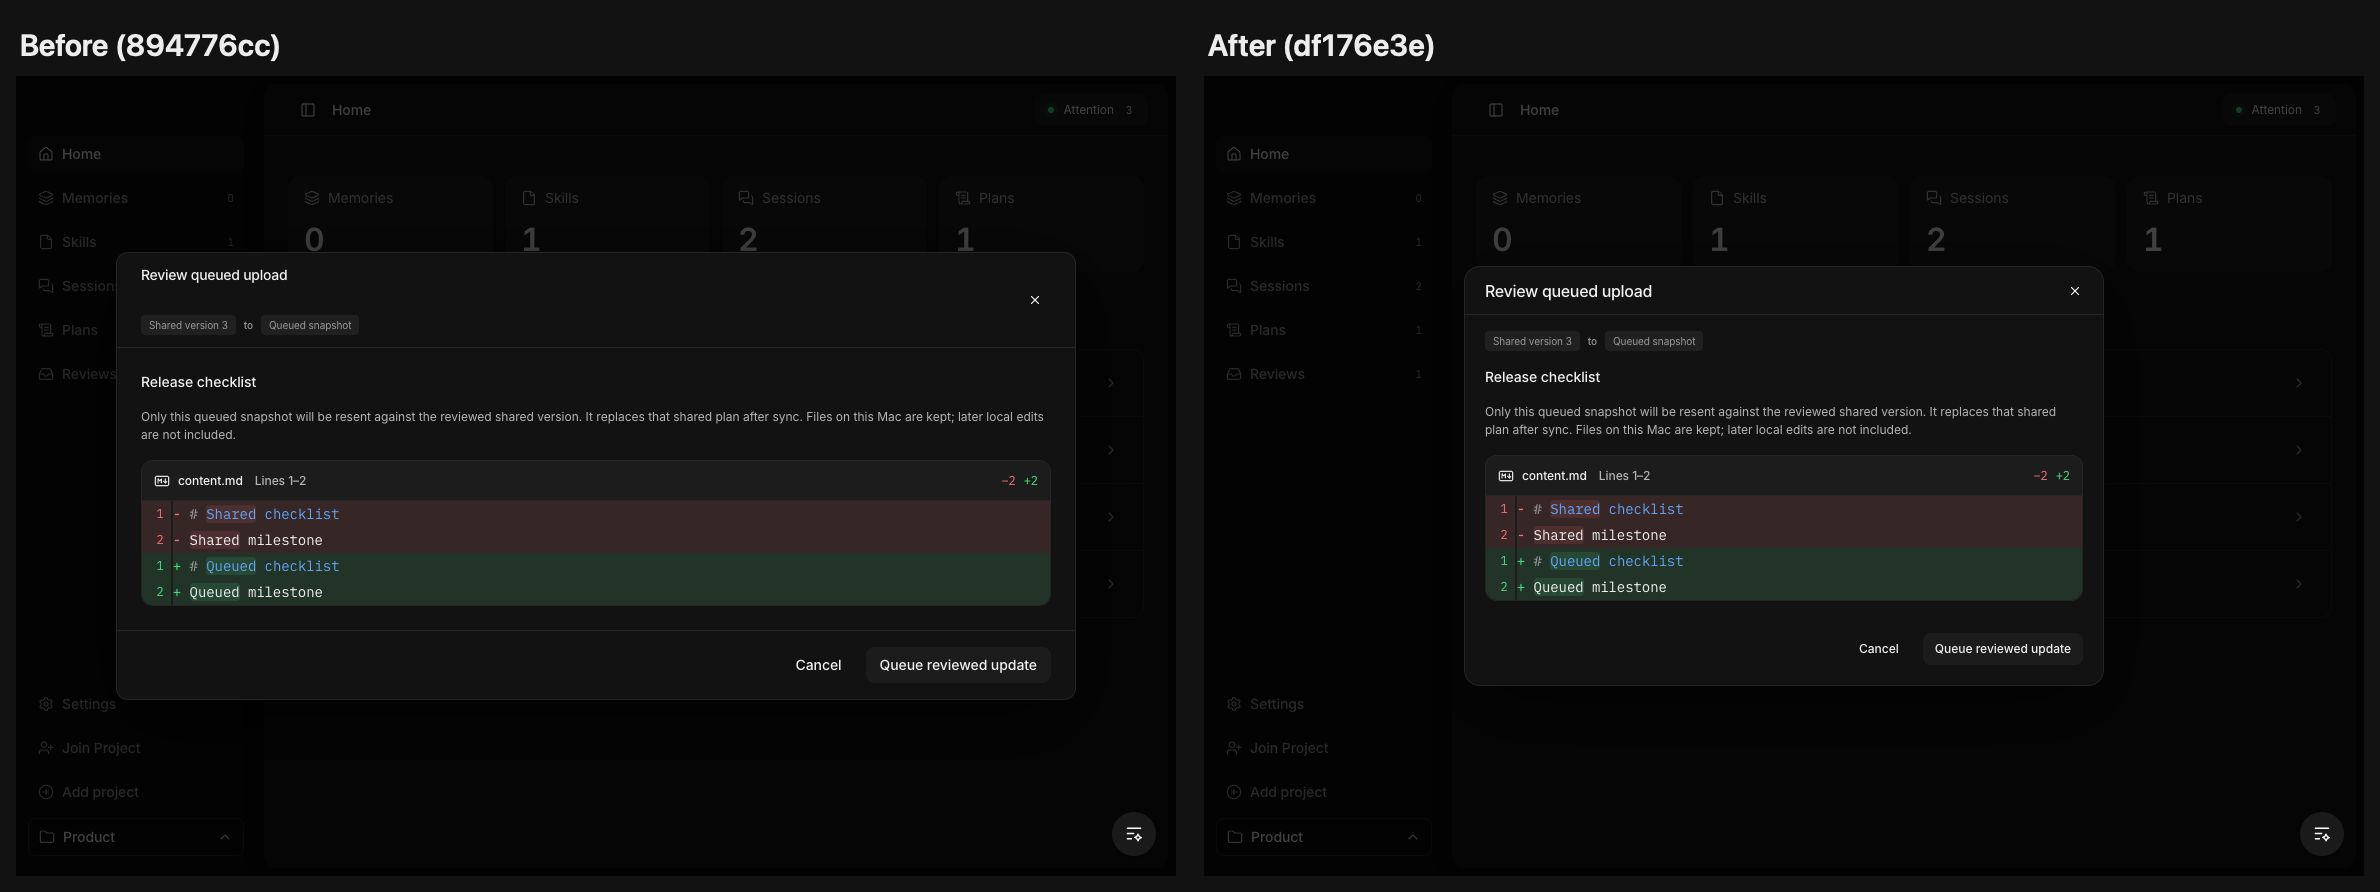 Before (894776cc)
Home
Attention 3
Home
Memories 0
Skills 1
Sessions
Plans
Reviews
Memories
0
Skills
1
Sessions
2
Plans
1
Review queued upload
Shared version 3 to Queued snapshot
Release checklist
Only this queued snapshot will be resent against the reviewed shared version. It replaces that shared plan after sync. Files on this Mac are kept; later local edits
are not included.
content.md Lines 1–2 −2 +2
1 - # Shared checklist
2 - Shared milestone
1 + # Queued checklist
2 + Queued milestone
Cancel Queue reviewed update
Settings
Join Project
Add project
Product
After (df176e3e)
Home
Attention 3
Home
Memories 0
Skills 1
Sessions 2
Plans 1
Reviews 1
Memories
0
Skills
1
Sessions
2
Plans
1
Review queued upload
Shared version 3 to Queued snapshot
Release checklist
Only this queued snapshot will be resent against the reviewed shared version. It replaces that shared
plan after sync. Files on this Mac are kept; later local edits are not included.
content.md Lines 1–2 −2 +2
1 - # Shared checklist
2 - Shared milestone
1 + # Queued checklist
2 + Queued milestone
Cancel Queue reviewed update
Settings
Join Project
Add project
Product